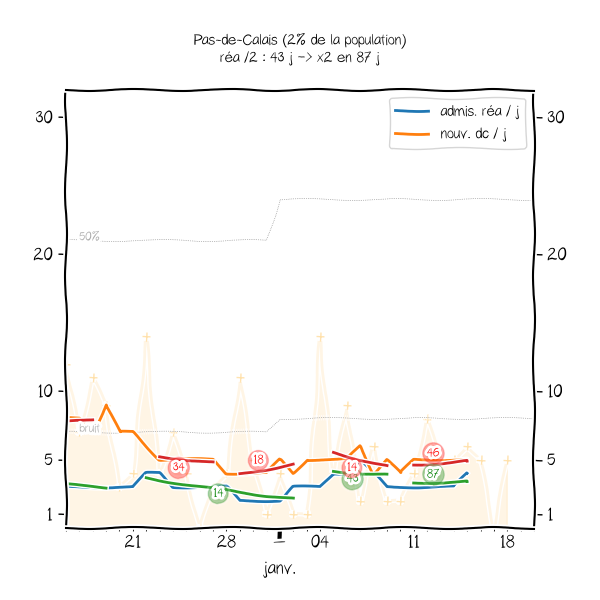 Pas-de-Calais (2% de la population)
réa /2 : 43 j -> x2 en 87 j
admis. réa / j
nouv. dc / j
30 30
50%
20 20
10 10
bruit
5 34 18 14 43 46 87 5
14
1 1
21 28 04 11 18
janv.